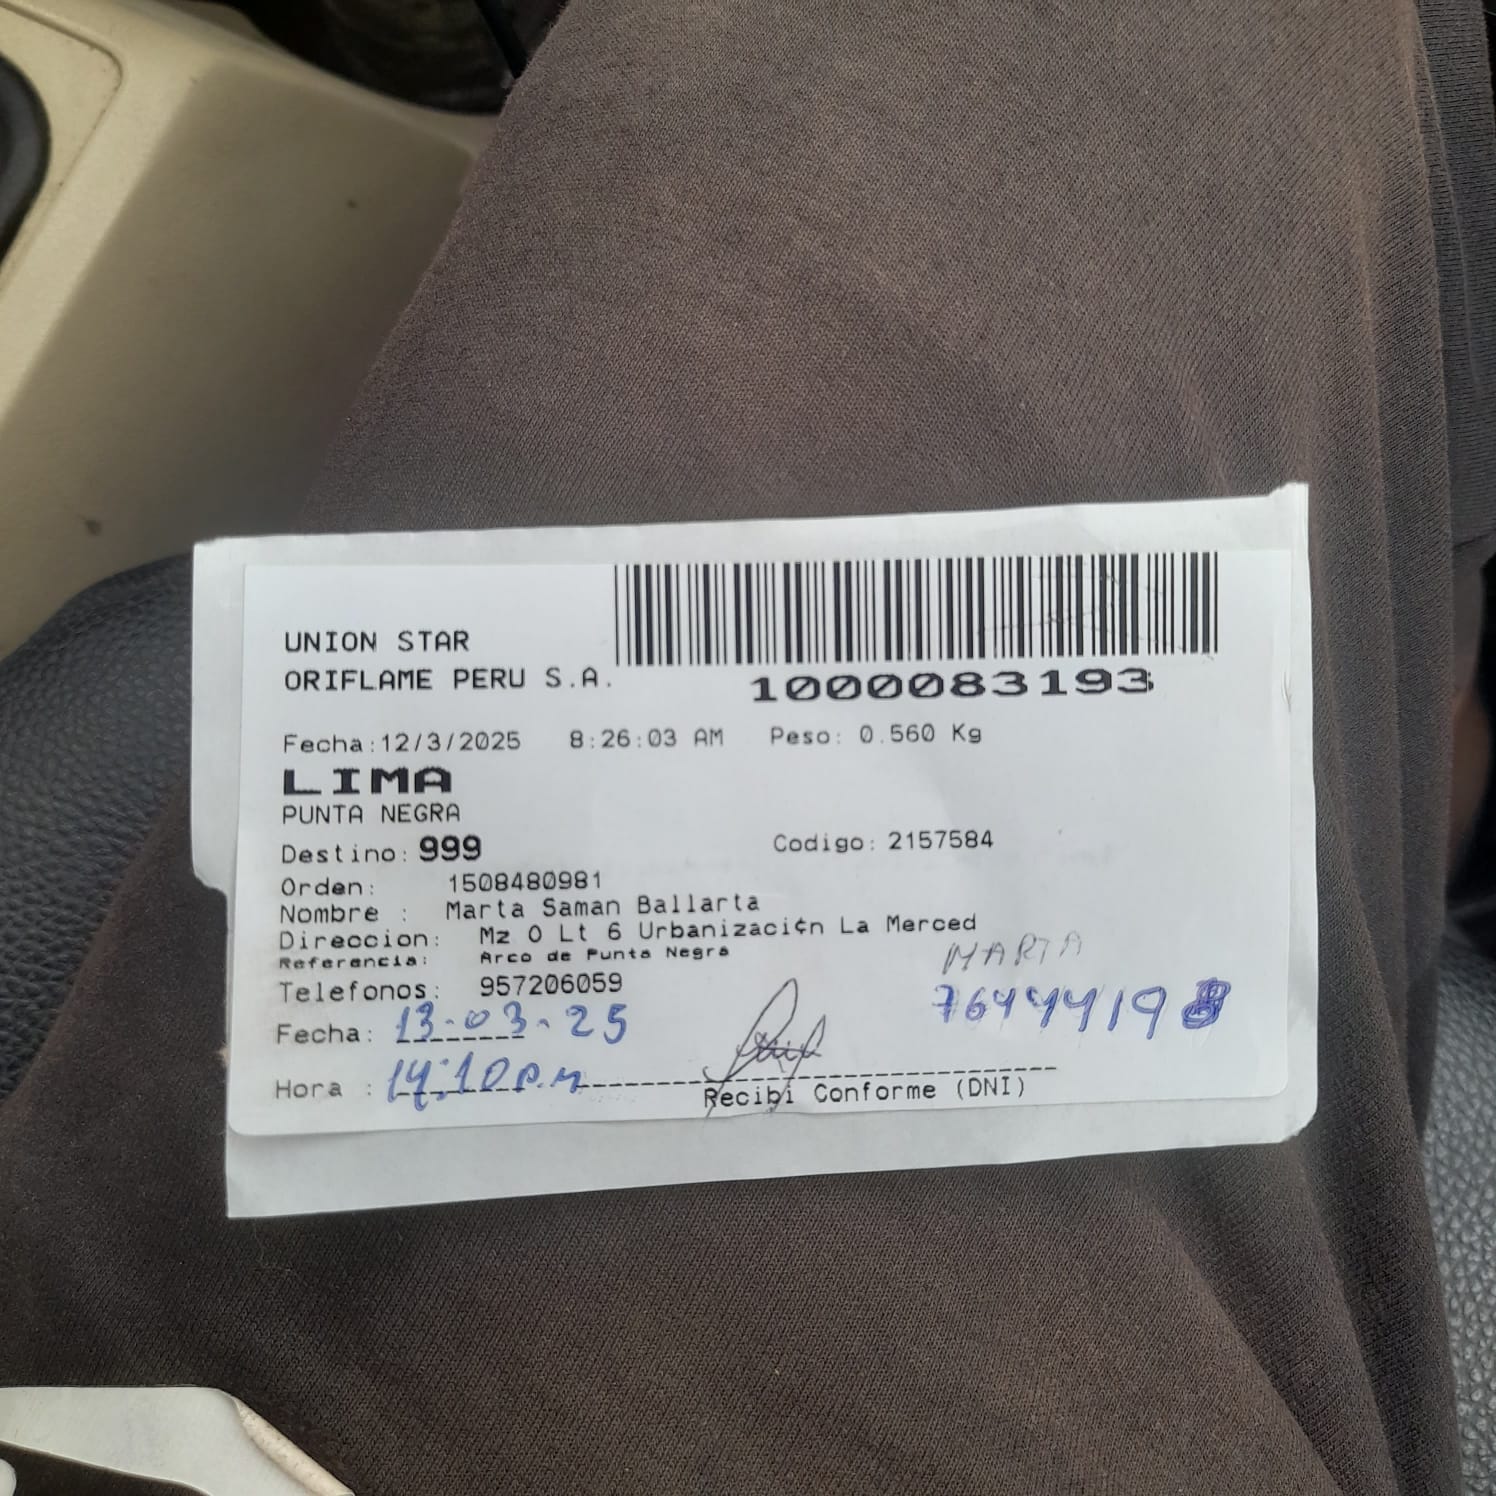 UNION STAR
ORIFLAME PERU S.A.
1000083193
Fecha:12/3/2025 8:26:03 AM Peso: 0.560 Kg
LIMA
PUNTA NEGRA
Destino: 999 Codigo: 2157584
Orden: 1508480981
Nombre : Marta Saman Ballarta
Direccion: Mz O Lt 6 Urbanizaci¢n La Merced
Referencia: Arco de Punta Negra
MARTA
Telefonos: 957206059
Fecha: 13-03-25
Hora : 14:10 p.m
Recibi Conforme (DNI)